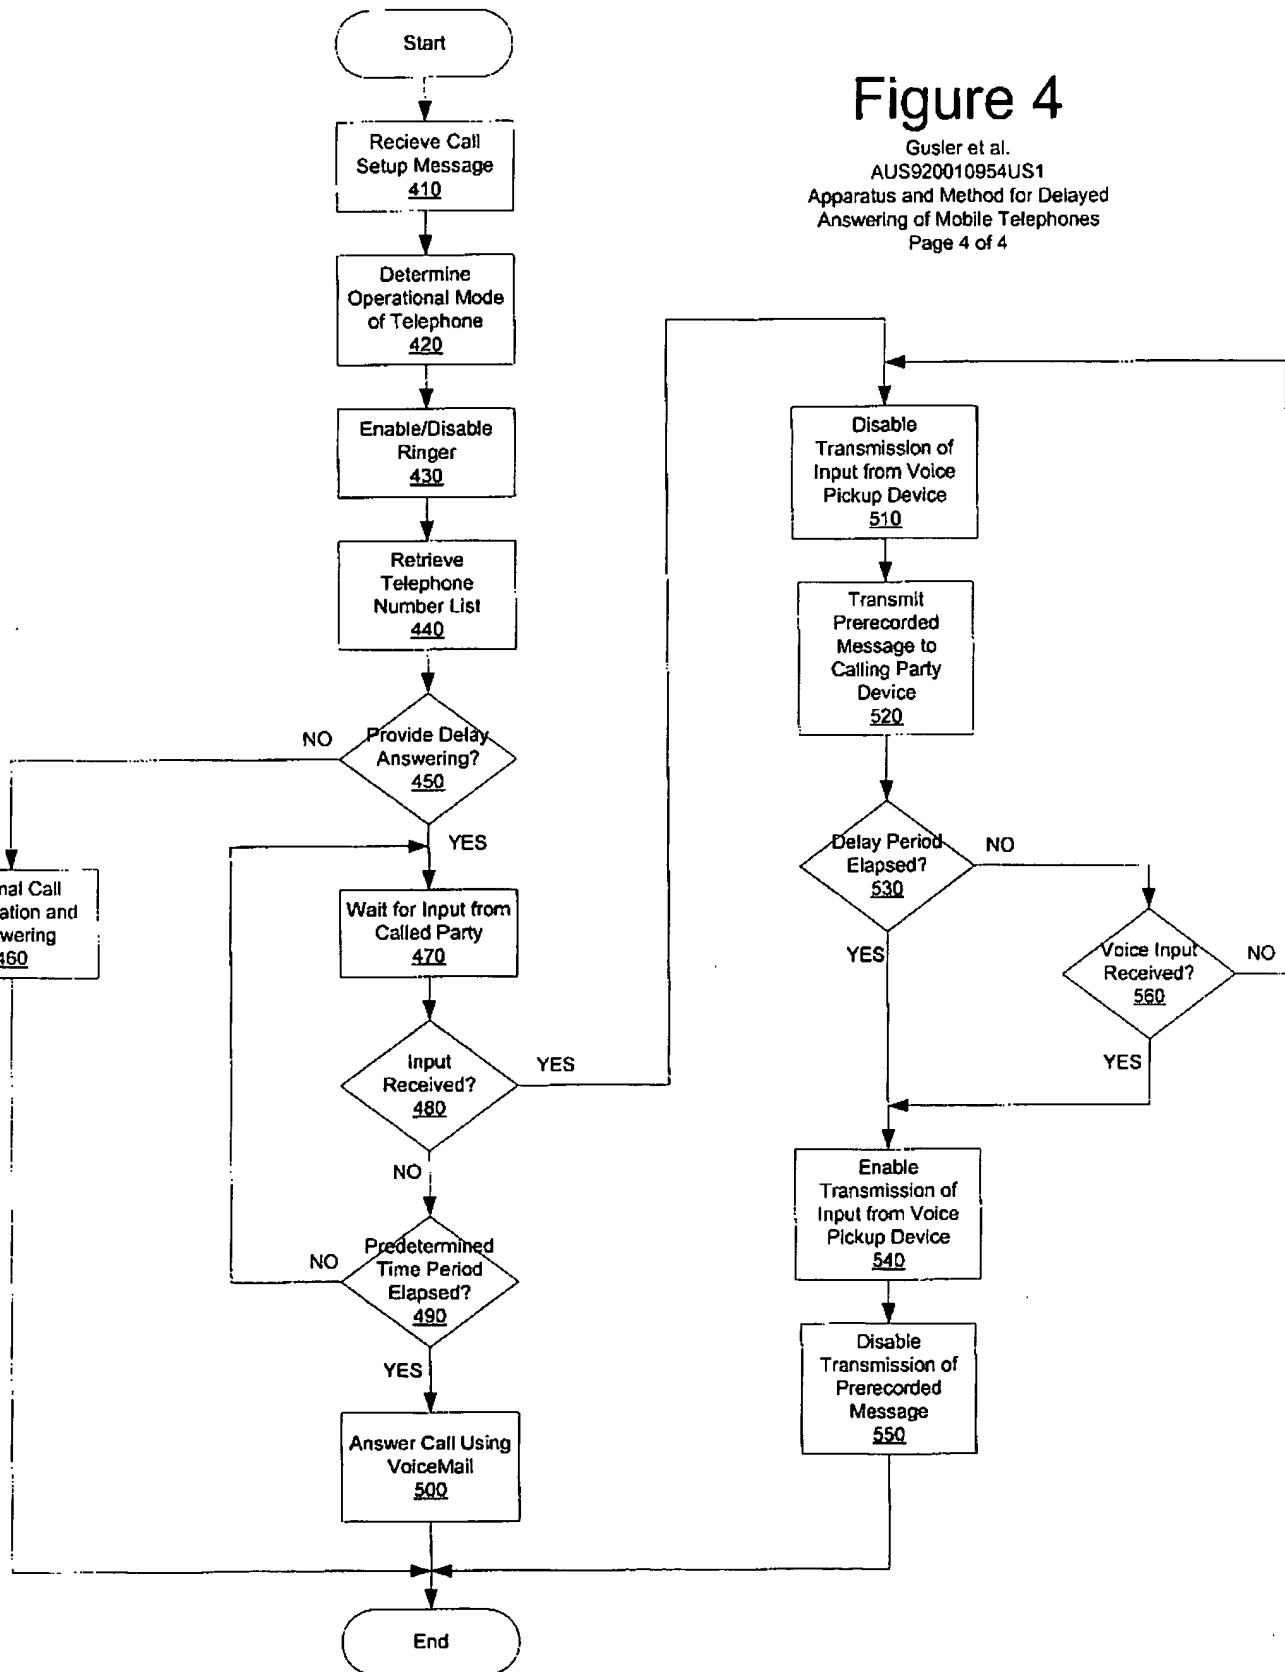 Start
Figure 4
Gusler et al.
AUS920010954US1
Apparatus and Method for Delayed
Answering of Mobile Telephones
Page 4 of 4
Recieve Call
Setup Message
410
Determine
Operational Mode
of Telephone
420
Enable/Disable
Ringer
430
Retrieve
Telephone
Number List
440
Provide Delay
Answering?
450
NO
YES
Call
and
Wait for Input from
Called Party
470
Input
Received?
480
YES
NO
Predetermined
Time Period
Elapsed?
490
NO
YES
Answer Call Using
VoiceMail
500
End
Disable
Transmission of
Input from Voice
Pickup Device
510
Transmit
Prerecorded
Message to
Calling Party
Device
520
Delay Period
Elapsed?
530
NO
YES
Voice Input
Received?
560
NO
YES
Enable
Transmission of
Input from Voice
Pickup Device
540
Disable
Transmission of
Prerecorded
Message
550